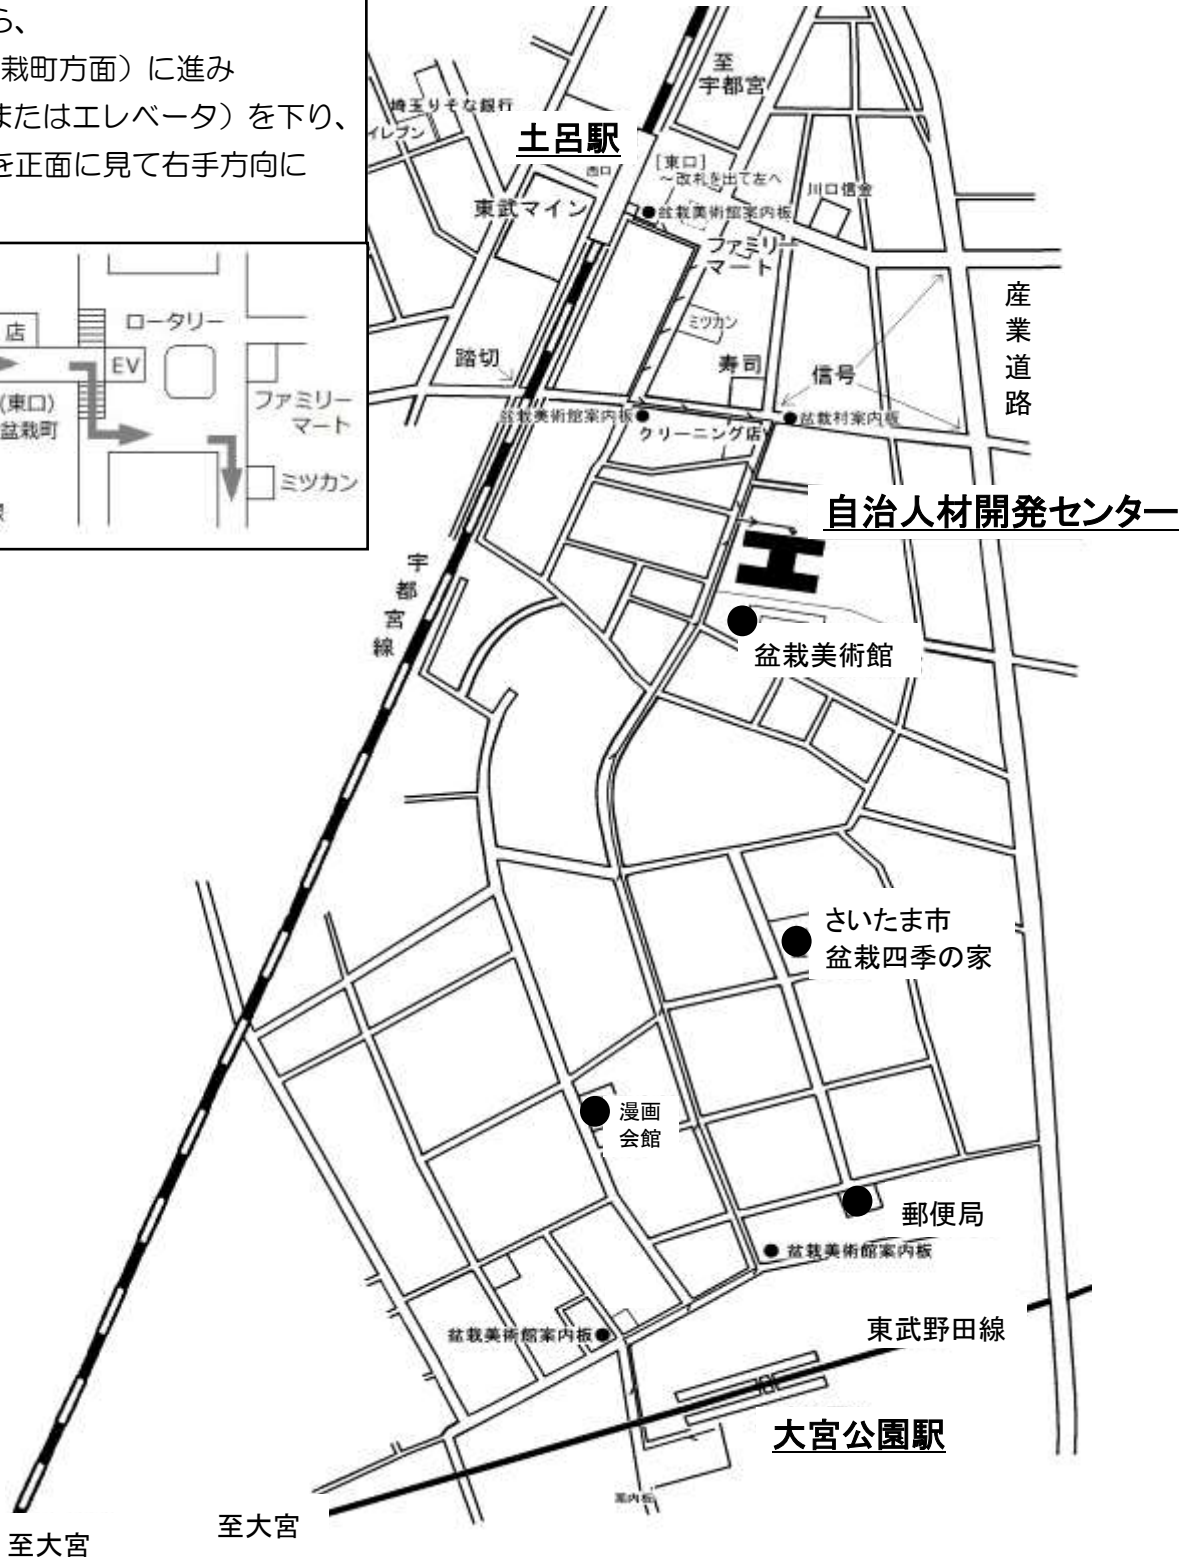 ら、
栽町方面）に進み
またはエレベータ）を下り、
を正面に見て右手方向に
店
ロータリー
EV
(東口)
盆栽町
ファミリー
マート
ミツカン
至
宇都宮
埼玉りそな銀行
イレブン
土呂駅
西口
[東口]
～改札を出て左へ
川口信金
東武マイン
●盆栽美術館案内板
ファミリー
マート
産業道路
ミツカン
踏切
寿司
信号
盆栽美術館案内板●
●盆栽村案内板
クリーニング店
自治人材開発センター
宇都宮線
盆栽美術館
さいたま市
盆栽四季の家
漫画
会館
郵便局
● 盆栽美術館案内板
盆栽美術館案内板●
東武野田線
大宮公園駅
案内板
至大宮
至大宮